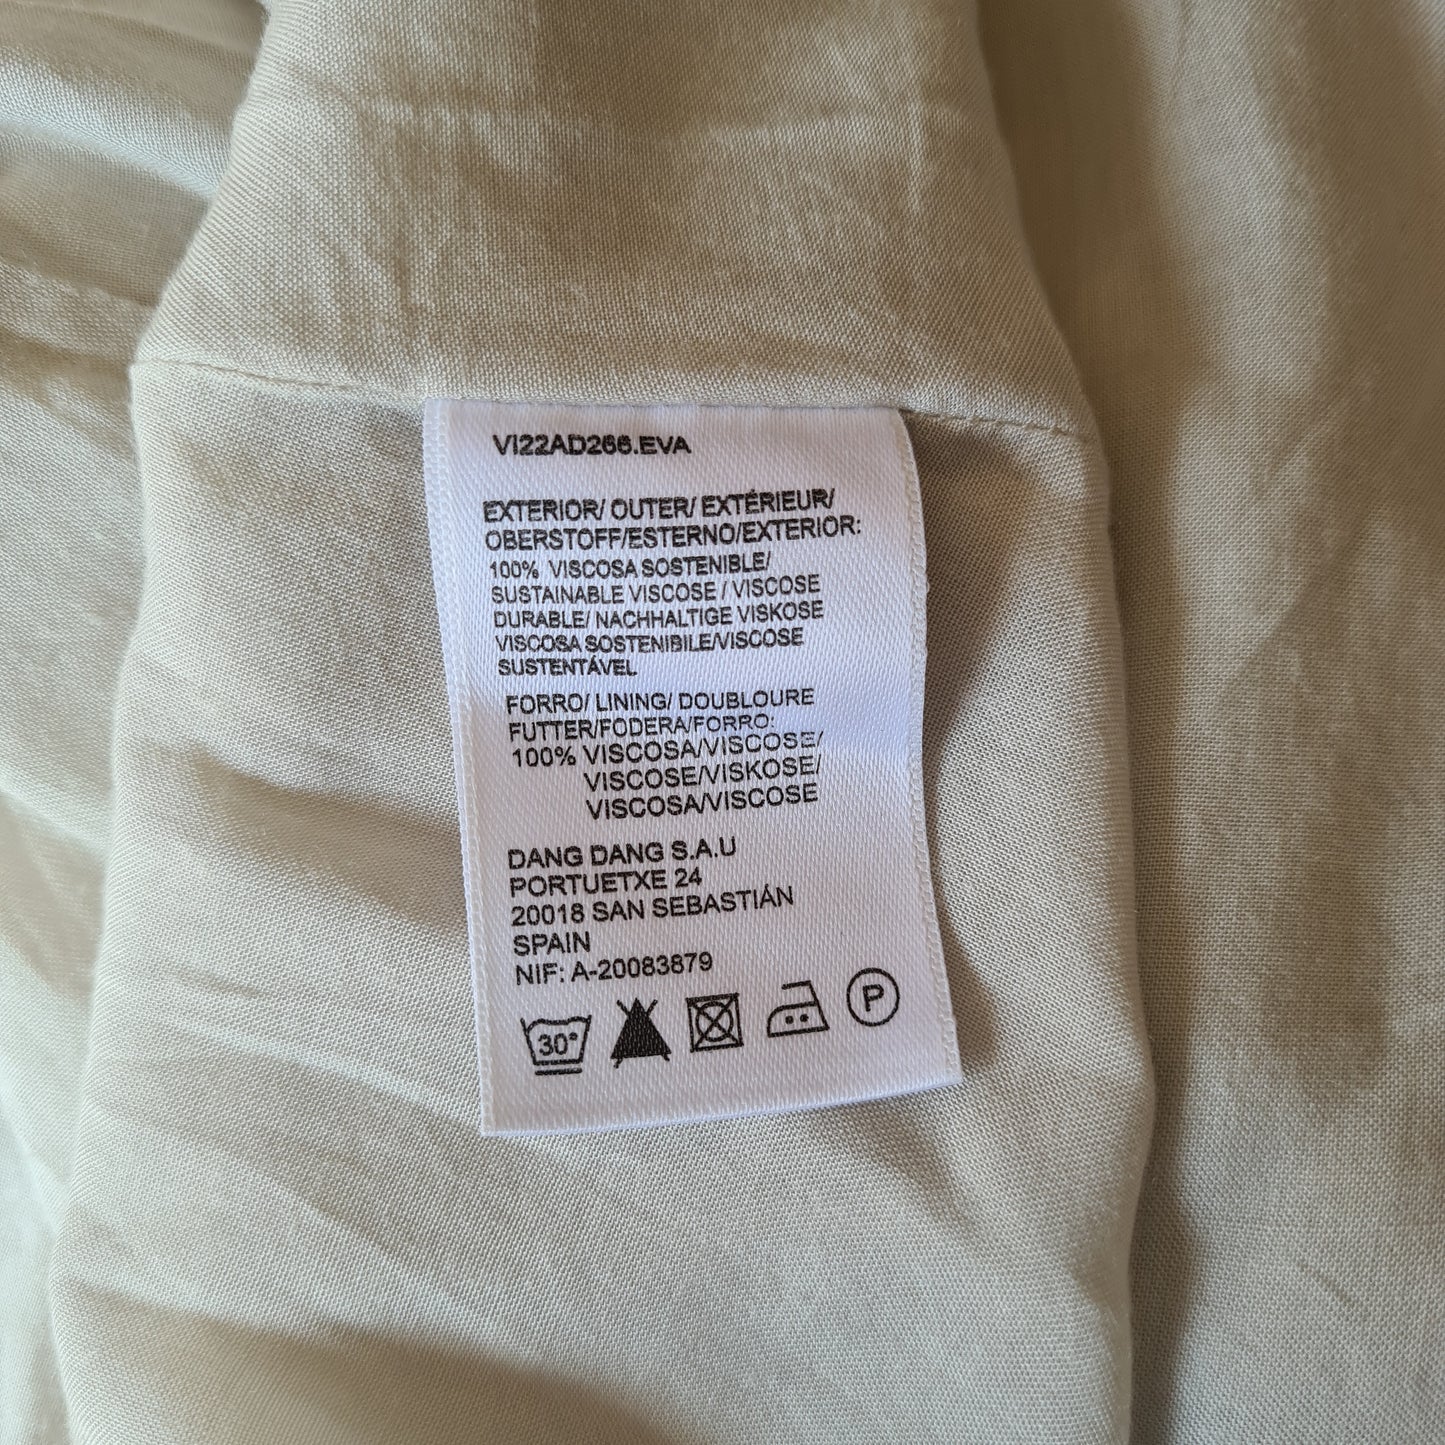 VI22AD266.EVA
EXTERIOR/ OUTER/ EXTÉRIEUR/
OBERSTOFF/ESTERNO/EXTERIOR:
100% VISCOSA SOSTENIBLE/
SUSTAINABLE VISCOSE / VISCOSE
DURABLE/ NACHHALTIGE VISKOSE
VISCOSA SOSTENIBILE/VISCOSE
SUSTENTÁVEL
FORRO/ LINING/ DOUBLOURE
FUTTER/FODERA/FORRO:
100% VISCOSA/VISCOSE/
VISCOSE/VISKOSE/
VISCOSA/VISCOSE
DANG DANG S.A.U
PORTUETXE 24
20018 SAN SEBASTIÁN
SPAIN
NIF: A-20083879
30° P